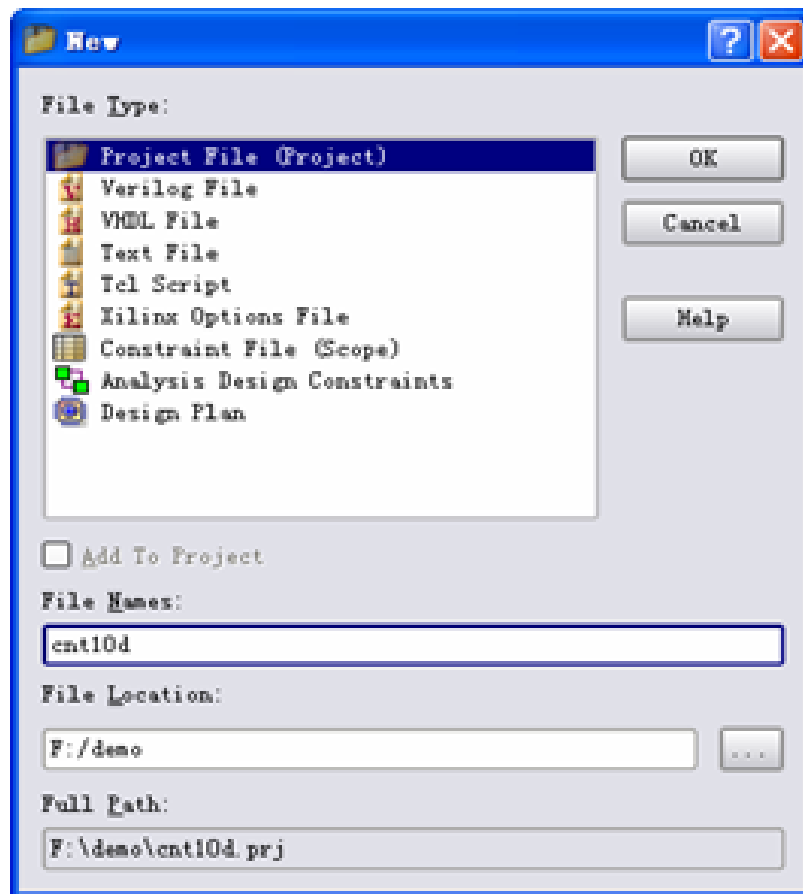 New
File Type:
Project File (Project)
Verilog File
VHDL File
Text File
Tcl Script
Xilinx Options File
Constraint File (Scope)
Analysis Design Constraints
Design Plan
OK
Cancel
Help
Add To Project
File Names:
cnt10d
File Location:
F:/demo
...
Full Path:
F:\demo\cnt10d.prj